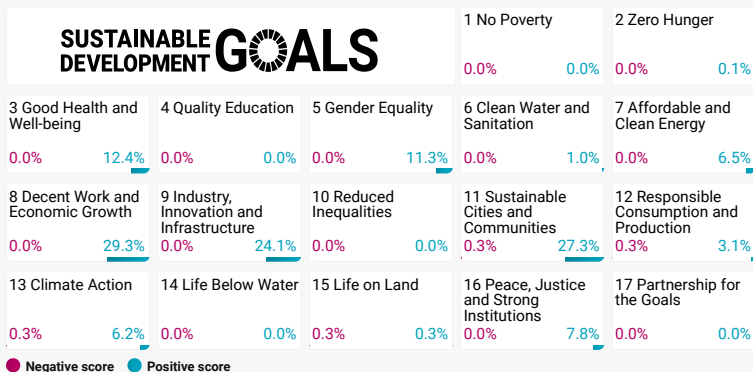 SUSTAINABLE
DEVELOPMENT
GOALS
1 No Poverty
0.0% 0.0%
2 Zero Hunger
0.0% 0.1%
3 Good Health and
Well-being
0.0% 12.4%
4 Quality Education
0.0% 0.0%
5 Gender Equality
0.0% 11.3%
6 Clean Water and
Sanitation
0.0% 1.0%
7 Affordable and
Clean Energy
0.0% 6.5%
8 Decent Work and
Economic Growth
0.0% 29.3%
9 Industry,
Innovation and
Infrastructure
0.0% 24.1%
10 Reduced
Inequalities
0.0% 0.0%
11 Sustainable
Cities and
Communities
0.3% 27.3%
12 Responsible
Consumption and
Production
0.3% 3.1%
13 Climate Action
0.3% 6.2%
14 Life Below Water
0.0% 0.0%
15 Life on Land
0.3% 0.3%
16 Peace, Justice
and Strong
Institutions
0.0% 7.8%
17 Partnership for
the Goals
0.0% 0.0%
Negative score Positive score